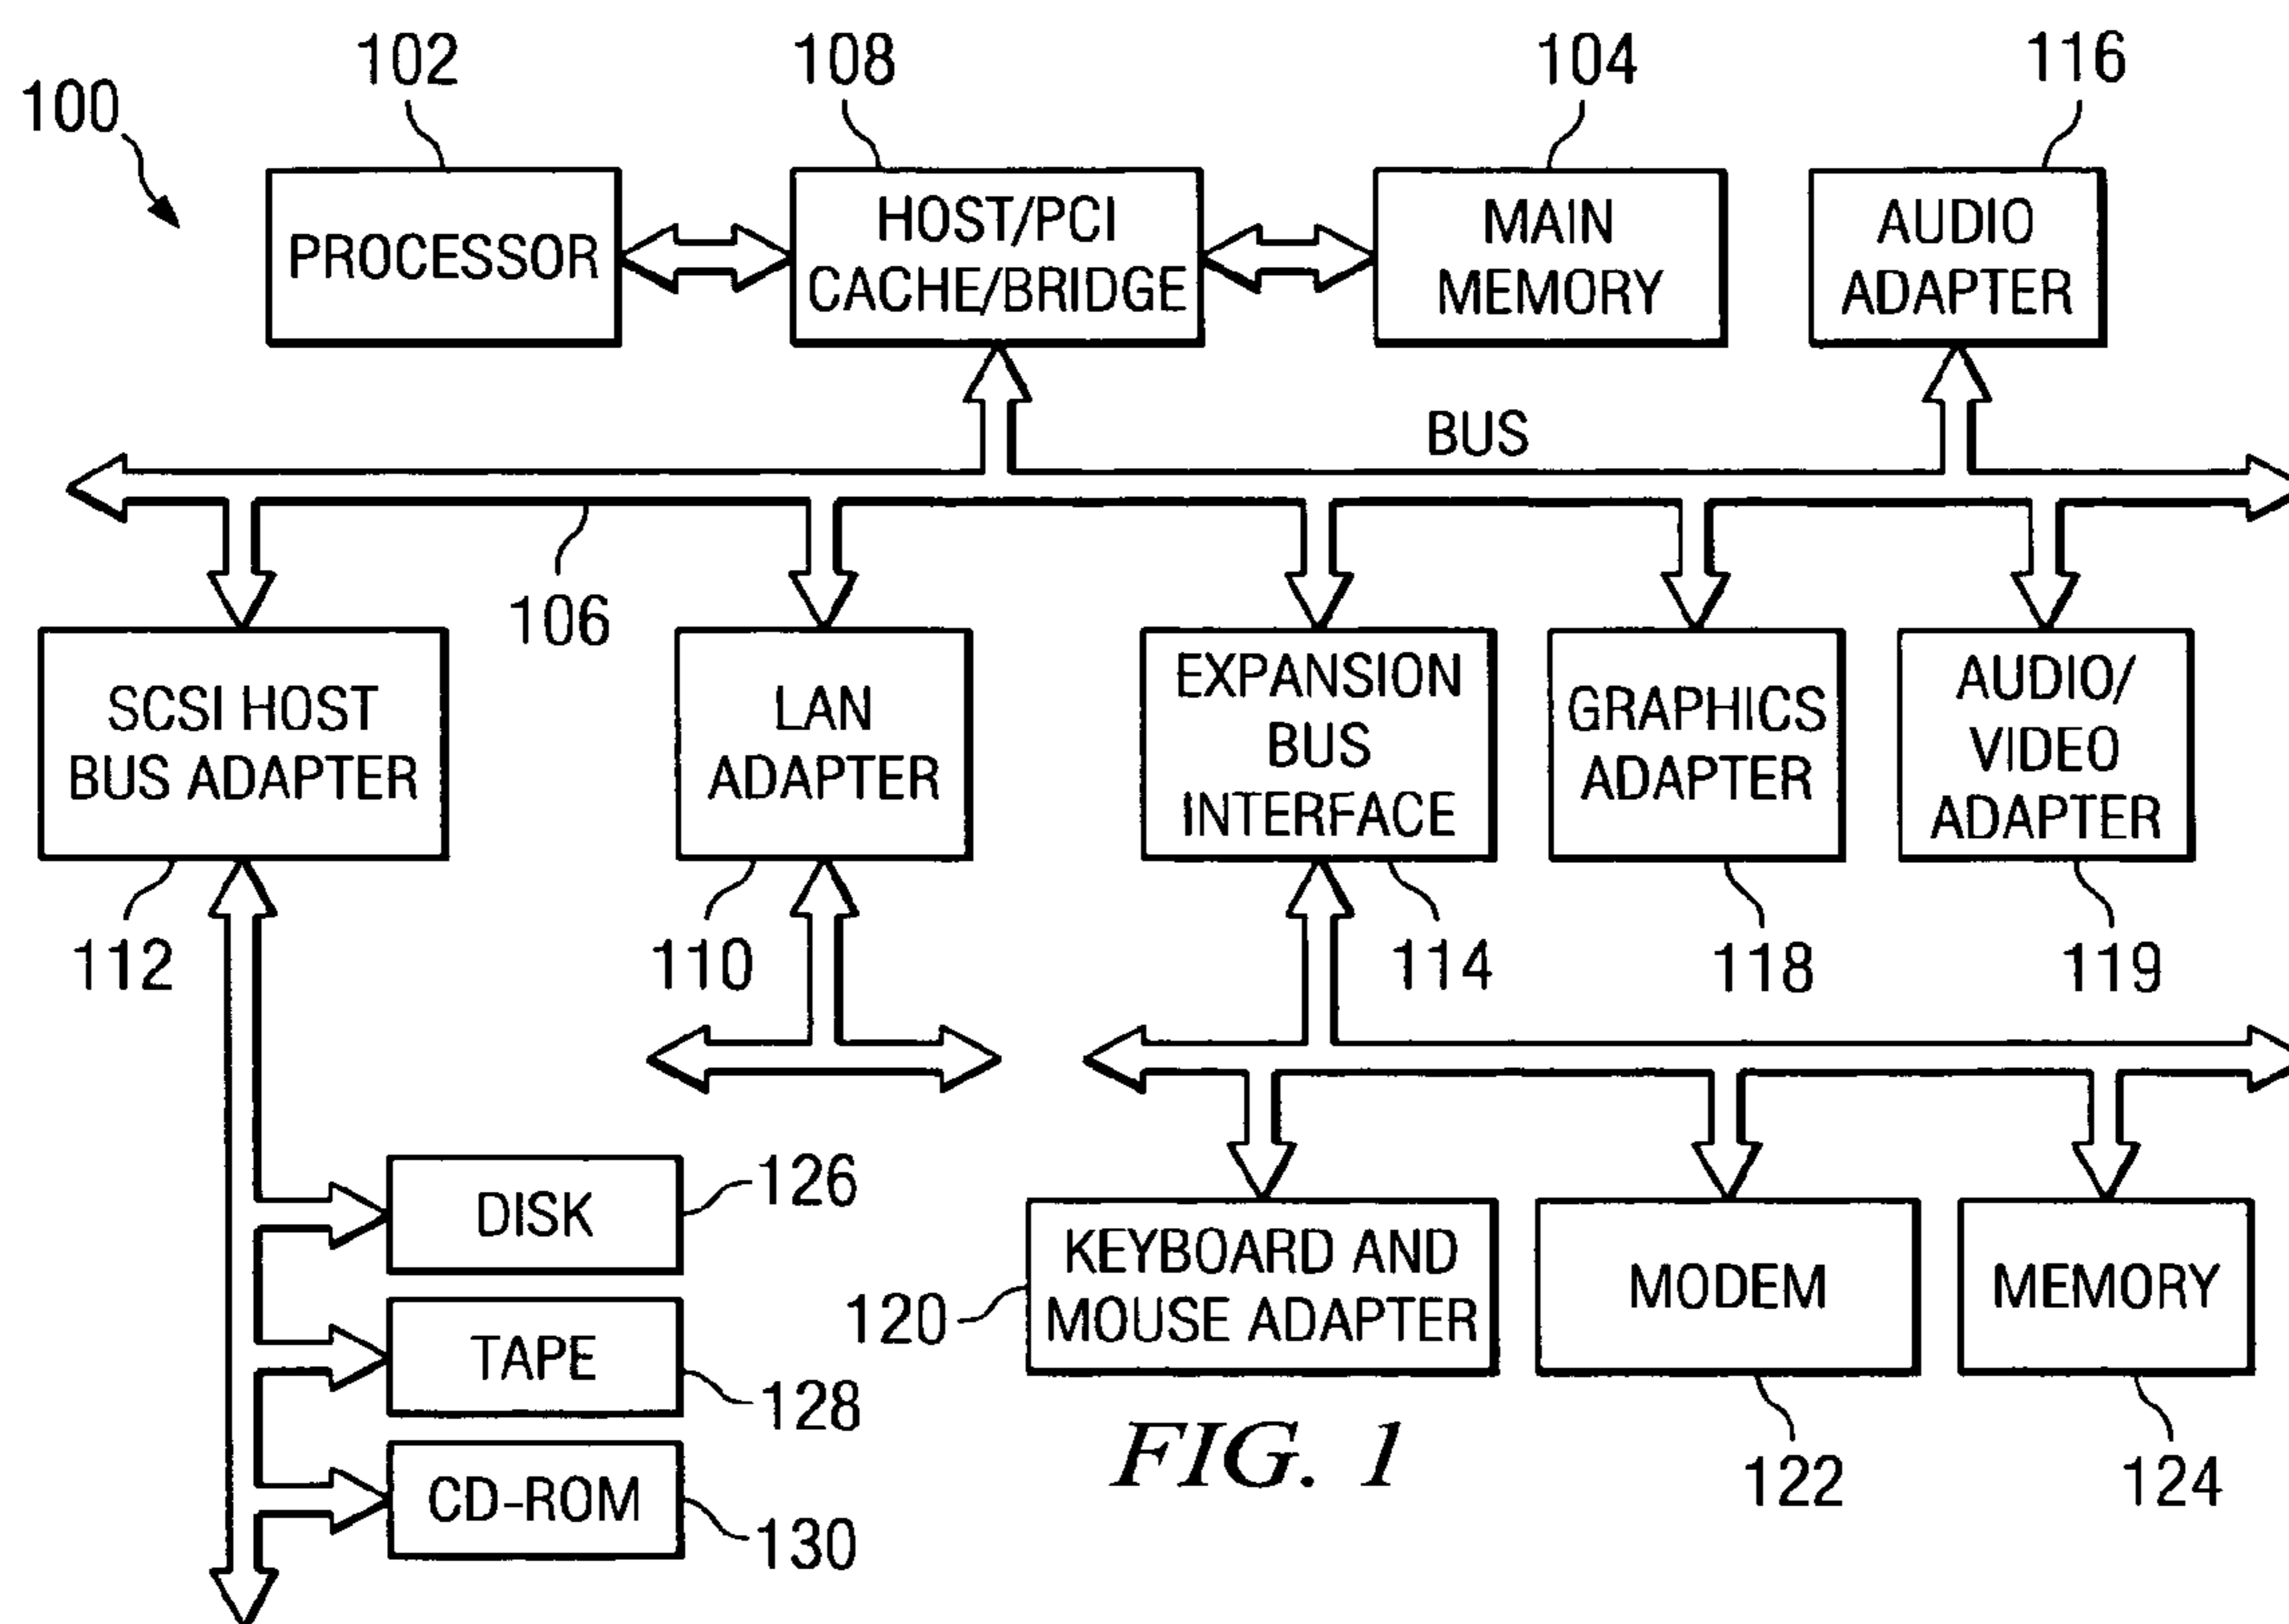 100
102
108
104
116
PROCESSOR
HOST/PCI
CACHE/BRIDGE
MAIN
MEMORY
AUDIO
ADAPTER
BUS
106
SCSI HOST
BUS ADAPTER
LAN
ADAPTER
EXPANSION
BUS
INTERFACE
GRAPHICS
ADAPTER
AUDIO/
VIDEO
ADAPTER
112
110
114
118
119
DISK
126
TAPE
128
CD-ROM
130
120
KEYBOARD AND
MOUSE ADAPTER
MODEM
MEMORY
122
124
FIG. 1